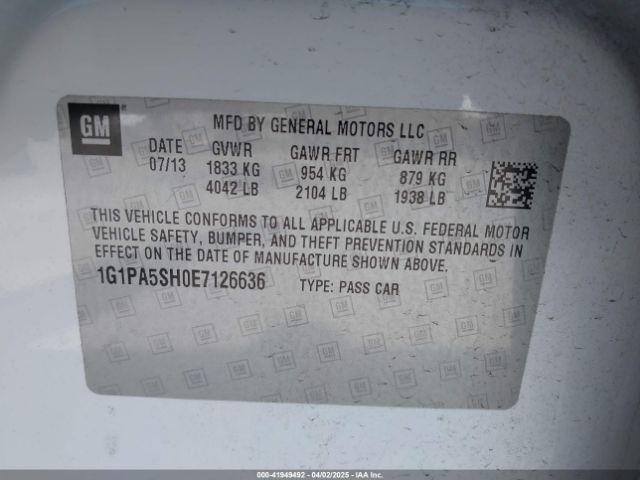 GM
MFD BY GENERAL MOTORS LLC
DATE GVWR GAWR FRT GAWR RR
07/13 1833 KG 954 KG 879 KG
4042 LB 2104 LB 1938 LB
THIS VEHICLE CONFORMS TO ALL APPLICABLE U.S. FEDERAL MOTOR
VEHICLE SAFETY, BUMPER, AND THEFT PREVENTION STANDARDS IN
EFFECT ON THE DATE OF MANUFACTURE SHOWN ABOVE.
1G1PA5SH0E7126636 TYPE: PASS CAR
000-41949492 - 04/02/2025 - IAAI.COM